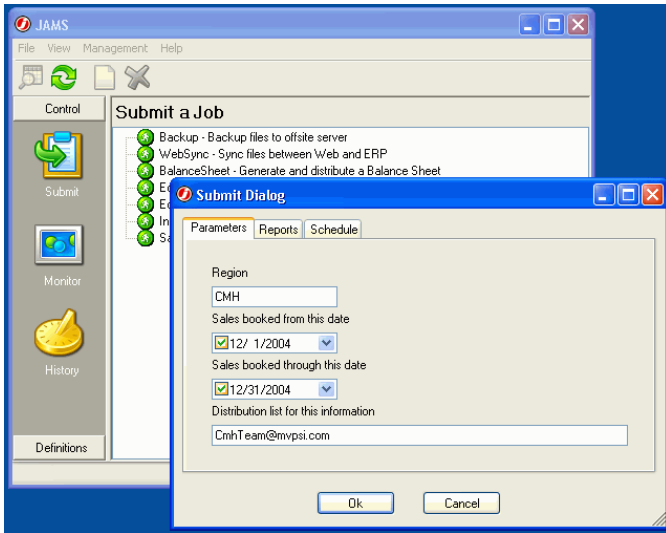 JAMS
File View Management Help
Control
Submit a Job
Backup - Backup files to offsite server
WebSync - Sync files between Web and ERP
BalanceSheet - Generate and distribute a Balance Sheet
Submit
Monitor
History
Definitions
Submit Dialog
Parameters Reports Schedule
Region
CMH
Sales booked from this date
12/ 1/2004
Sales booked through this date
12/31/2004
Distribution list for this information
CmhTeam@mvpsi.com
Ok Cancel